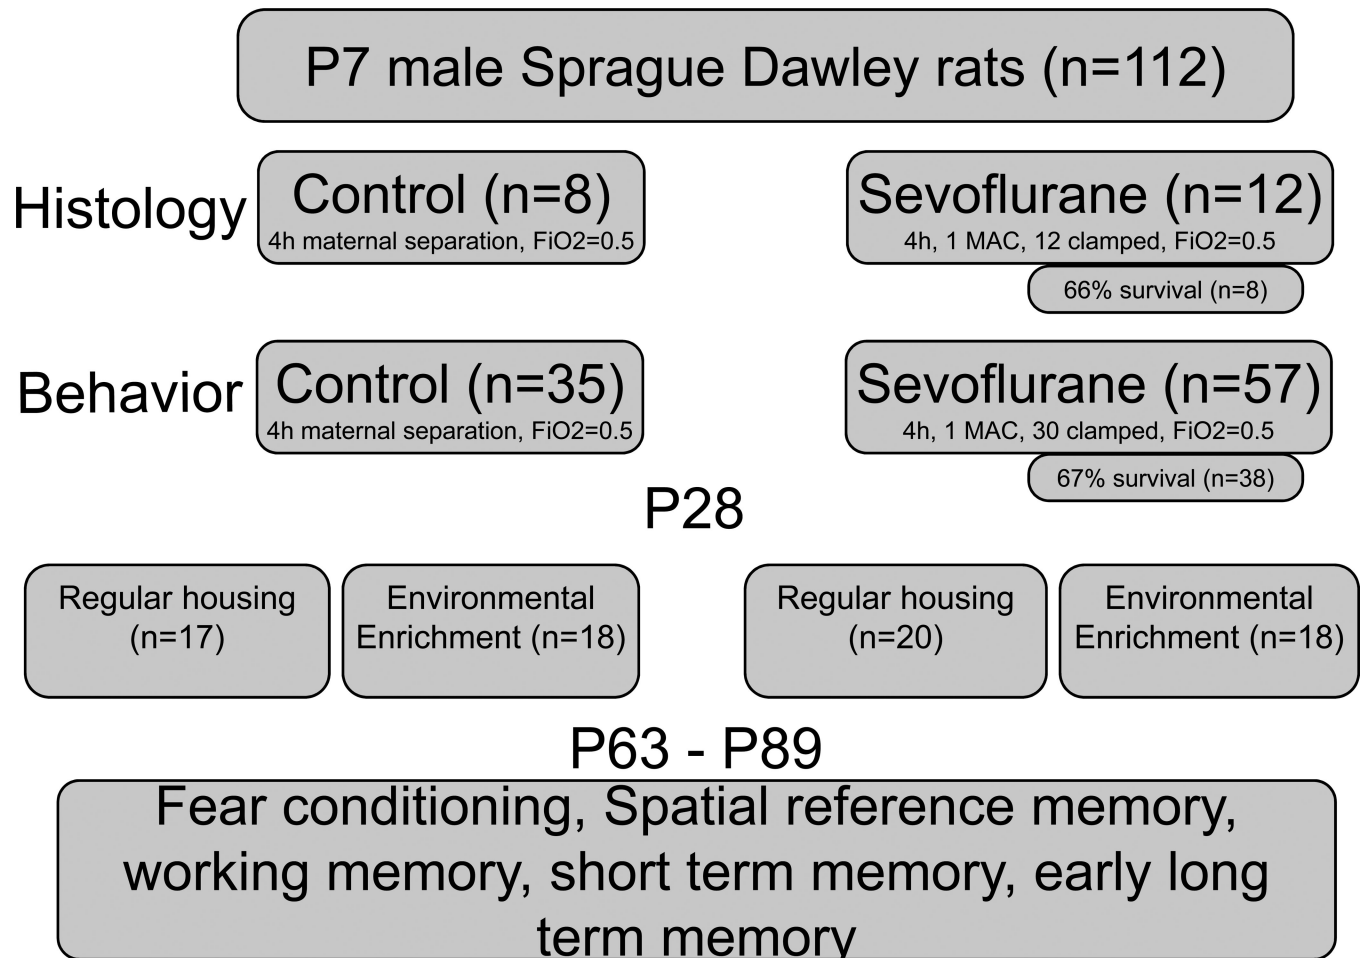 P7 male Sprague Dawley rats (n=112)
Histology
Control (n=8)
4h maternal separation, FiO2=0.5
Sevoflurane (n=12)
4h, 1 MAC, 12 clamped, FiO2=0.5
66% survival (n=8)
Behavior
Control (n=35)
4h maternal separation, FiO2=0.5
Sevoflurane (n=57)
4h, 1 MAC, 30 clamped, FiO2=0.5
67% survival (n=38)
P28
Regular housing
(n=17)
Environmental
Enrichment (n=18)
Regular housing
(n=20)
Environmental
Enrichment (n=18)
P63 - P89
Fear conditioning, Spatial reference memory,
working memory, short term memory, early long
term memory